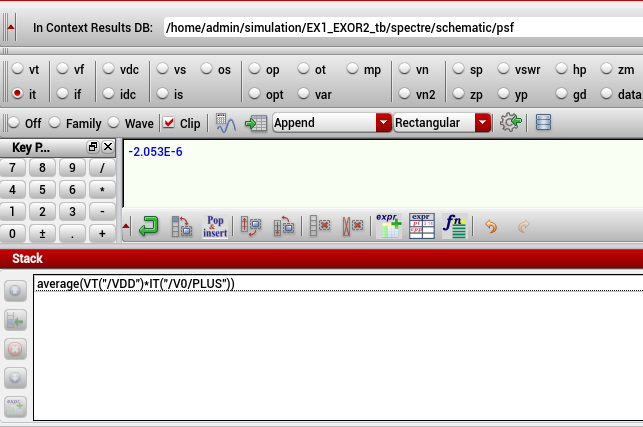 In Context Results DB: /home/admin/simulation/EX1_EXOR2_tb/spectre/schematic/psf
vt vf vdc vs os op ot mp vn sp vswr hp zm
it if idc is opt var vn2 zp yp gd data
Off Family Wave Clip Append Rectangular
Key P...
7 8 9 /
4 5 6 *
1 2 3 -
0 ± . +
-2.053E-6
Pop & insert expr expr fn
Stack
average(VT("/VDD")*IT("/V0/PLUS"))
expr